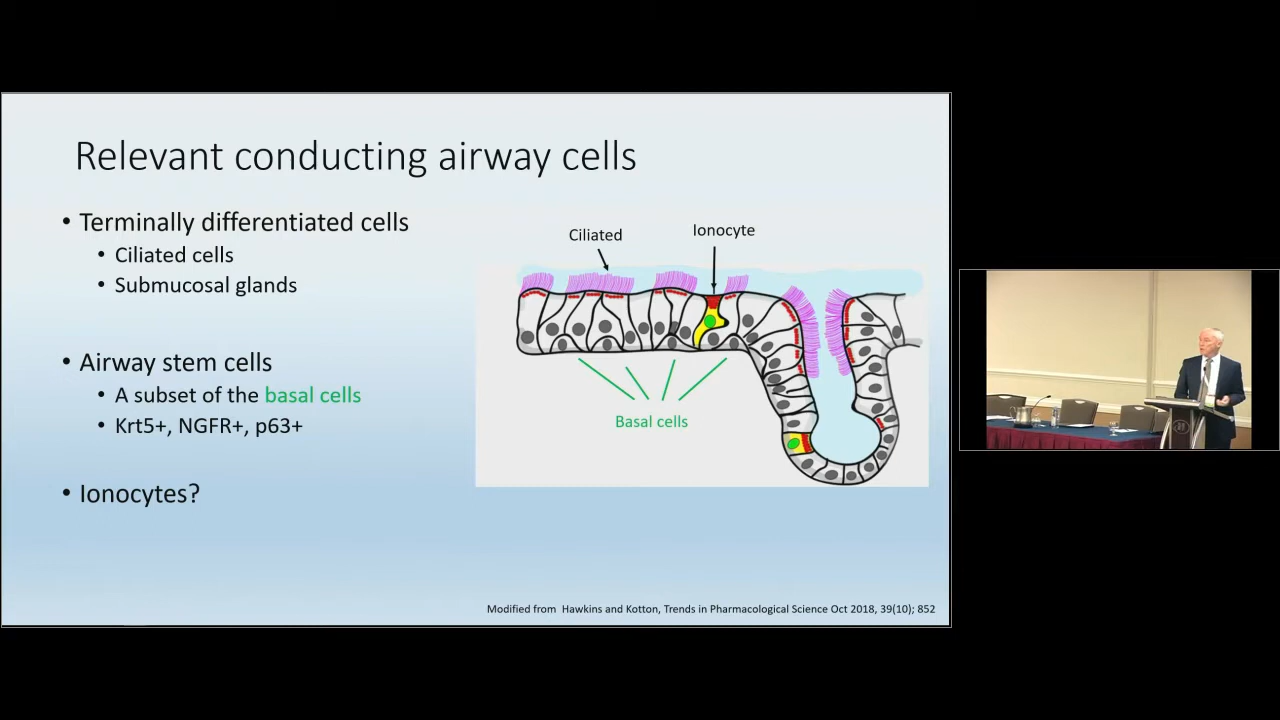 Relevant conducting airway cells
• Terminally differentiated cells
• Ciliated cells
• Submucosal glands
• Airway stem cells
• A subset of the basal cells
• Krt5+, NGFR+, p63+
• Ionocytes?
Ciliated
Ionocyte
Basal cells
Modified from Hawkins and Kotton, Trends in Pharmacological Science Oct 2018, 39(10); 852